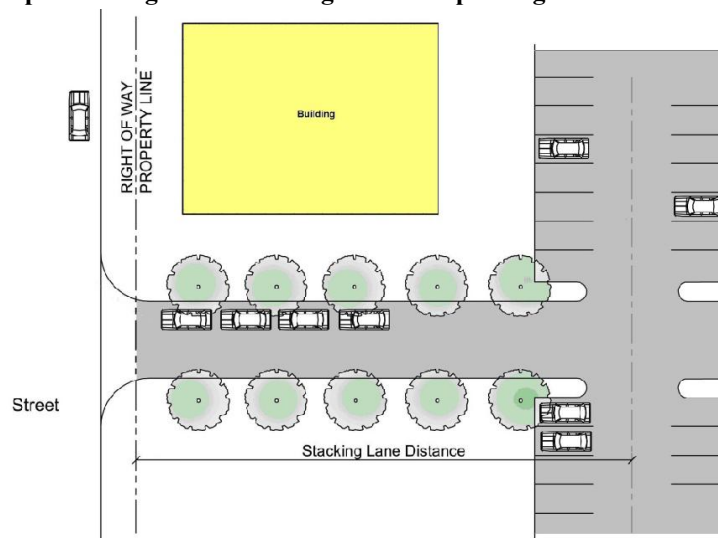 Building
RIGHT OF WAY
PROPERTY LINE
Street
Stacking Lane Distance